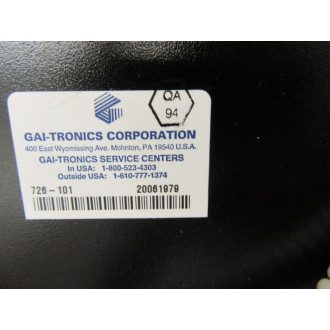 QA
94
GAI-TRONICS CORPORATION
400 East Wyomissing Ave. Mohnton, PA 19540 U.S.A.
GAI-TRONICS SERVICE CENTERS
In USA: 1-800-523-4303
Outside USA: 1-610-777-1374
726-101 20061979